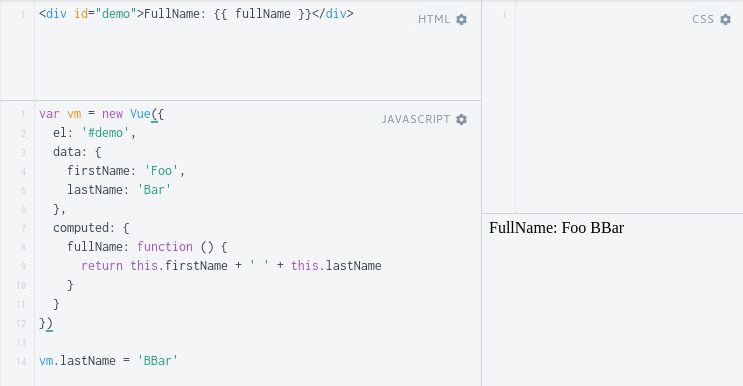 1 <div id="demo">FullName: {{ fullName }}</div>
HTML
1
CSS
JAVASCRIPT
1 var vm = new Vue({
2   el: '#demo',
3   data: {
4     firstName: 'Foo',
5     lastName: 'Bar'
6   },
7   computed: {
8     fullName: function () {
9       return this.firstName + ' ' + this.lastName
10     }
11   }
12 })
13
14 vm.lastName = 'BBar'
FullName: Foo BBar